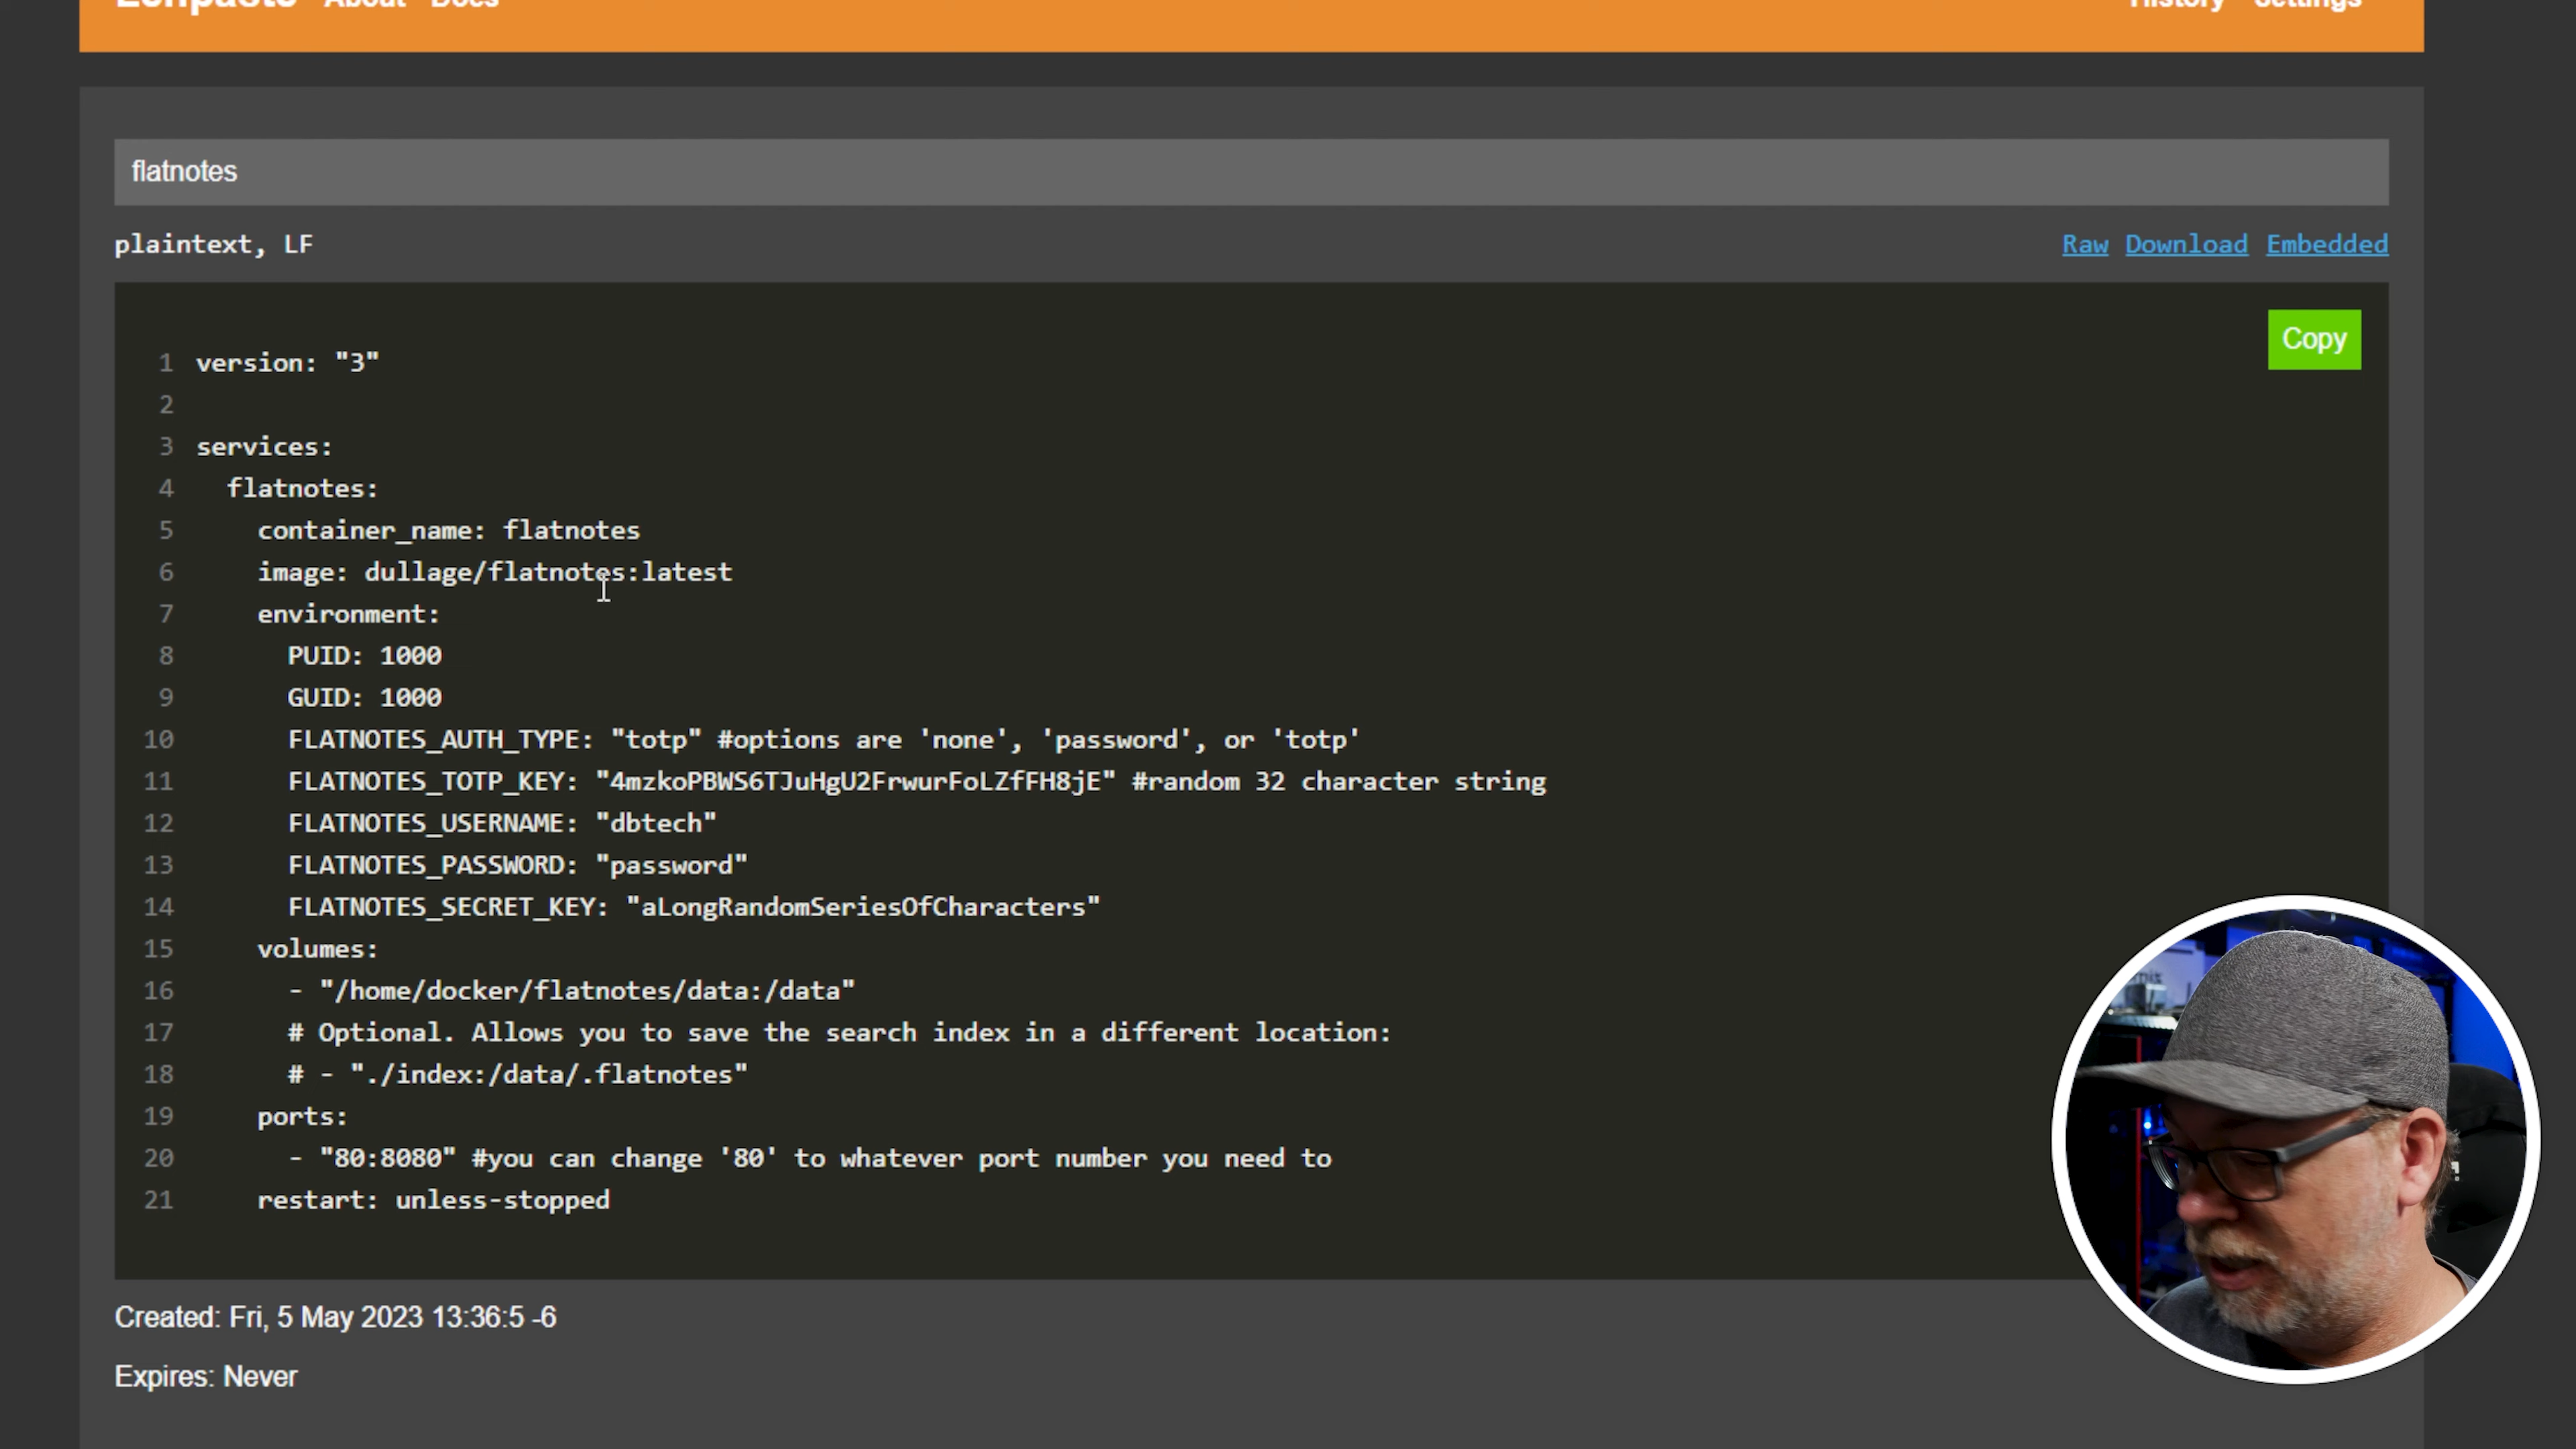 About Docs
History Settings
flatnotes
plaintext, LF
Raw Download Embedded
Copy
1 version: "3"
2
3 services:
4 flatnotes:
5 container_name: flatnotes
6 image: dullage/flatnotes:latest
7 environment:
8 PUID: 1000
9 GUID: 1000
10 FLATNOTES_AUTH_TYPE: "totp" #options are 'none', 'password', or 'totp'
11 FLATNOTES_TOTP_KEY: "4mzkoPBWS6TJuHgU2FrwurFoLZfFH8jE" #random 32 character string
12 FLATNOTES_USERNAME: "dbtech"
13 FLATNOTES_PASSWORD: "password"
14 FLATNOTES_SECRET_KEY: "aLongRandomSeriesOfCharacters"
15 volumes:
16 - "/home/docker/flatnotes/data:/data"
17 # Optional. Allows you to save the search index in a different location:
18 # - "./index:/data/.flatnotes"
19 ports:
20 - "80:8080" #you can change '80' to whatever port number you need to
21 restart: unless-stopped
Created: Fri, 5 May 2023 13:36:5 -6
Expires: Never